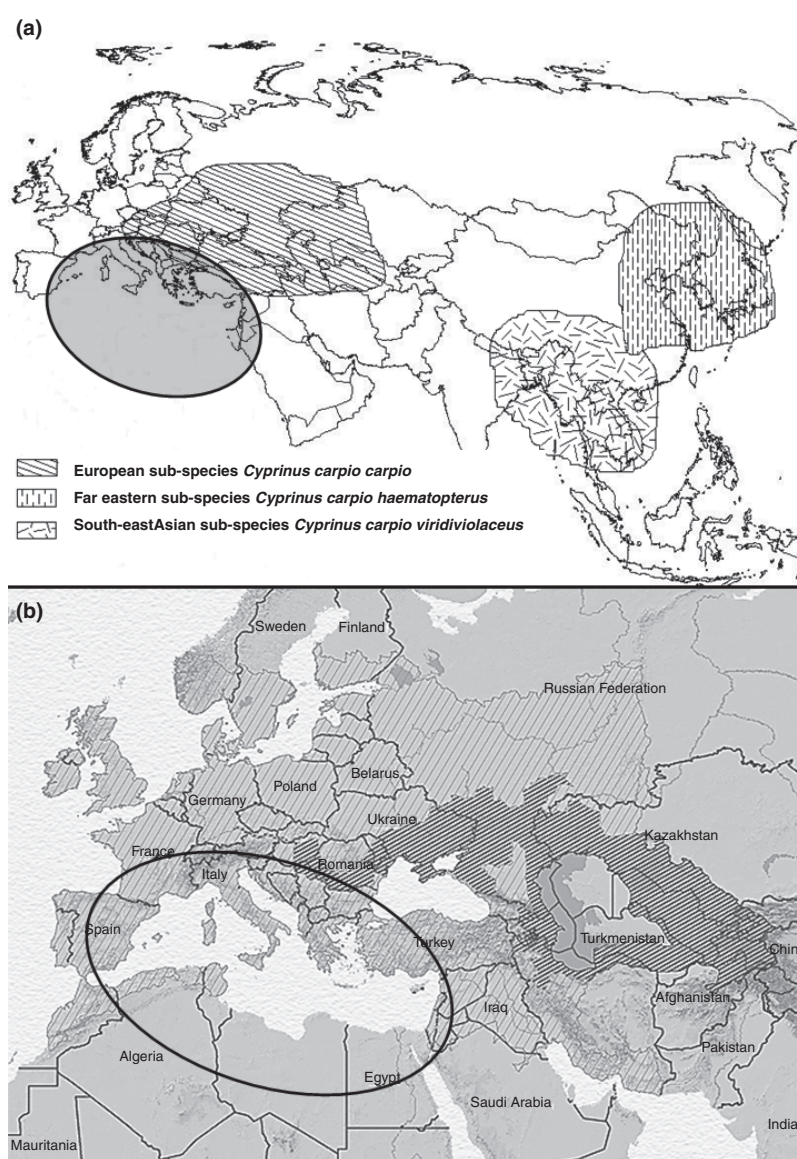 (a)
European sub-species Cyprinus carpio carpio
Far eastern sub-species Cyprinus carpio haematopterus
South-eastAsian sub-species Cyprinus carpio viridiviolaceus
(b)
Sweden
Finland
Russian Federation
Belarus
Poland
Germany
Ukraine
Kazakhstan
France
Romania
Italy
Spain
Turkey
Turkmenistan
Chin
Iraq
Afghanistan
Pakistan
Algeria
Egypt
Saudi Arabia
India
Mauritania